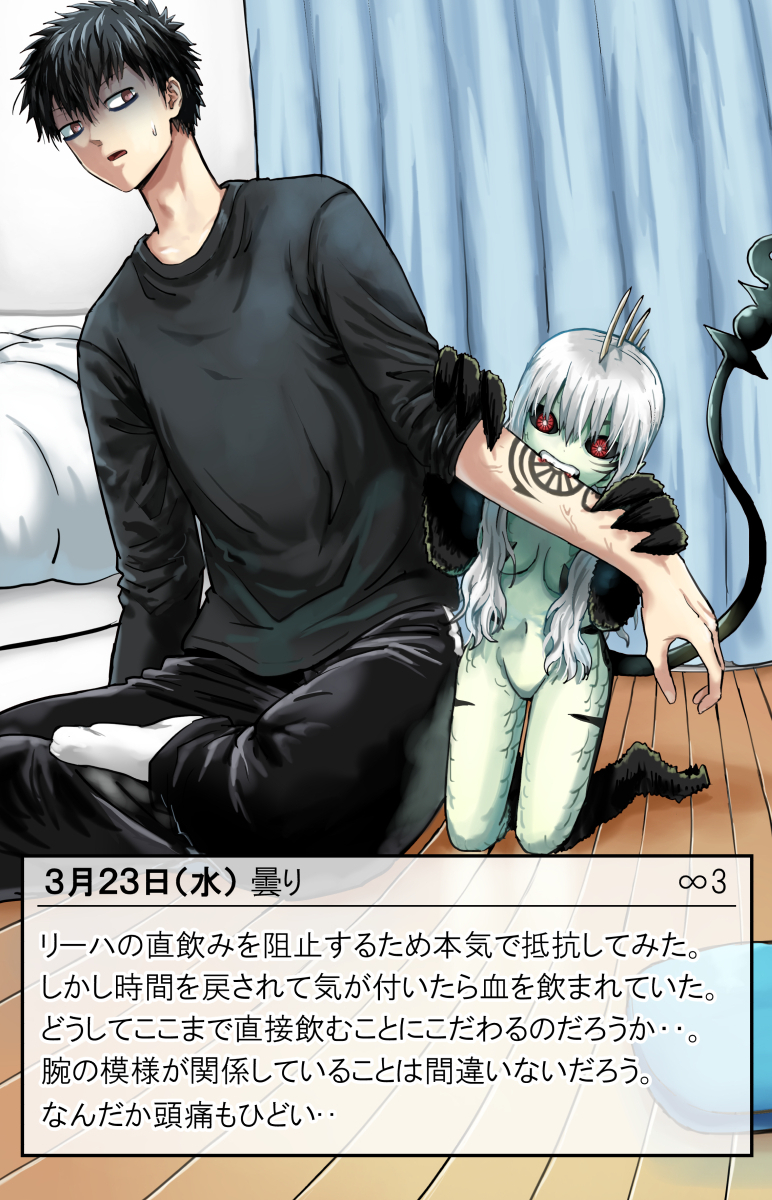 3月23日(水) 曇り ∞3
リーハの直飲みを阻止するため本気で抵抗してみた。
しかし時間を戻されて気が付いたら血を飲まれていた。
どうしてここまで直接飲むことにこだわるのだろうか‥。
腕の模様が関係していることは間違いないだろう。
なんだか頭痛もひどい‥